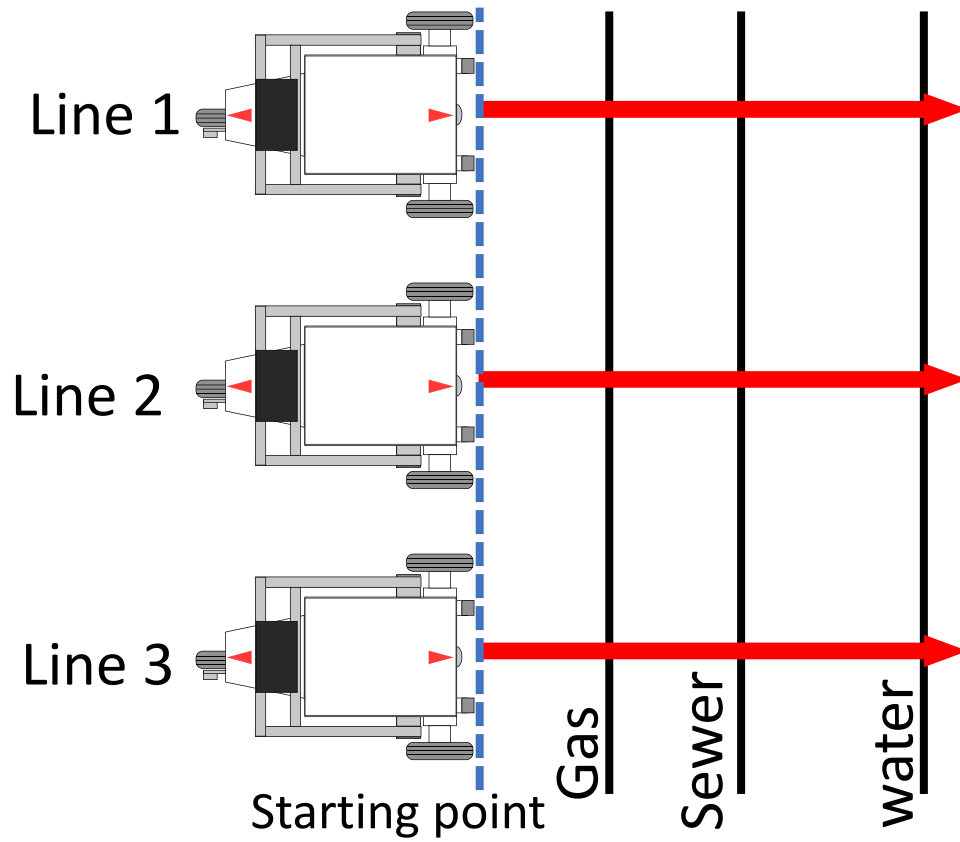 Line 1
Line 2
Line 3
Starting point
Gas
Sewer
water